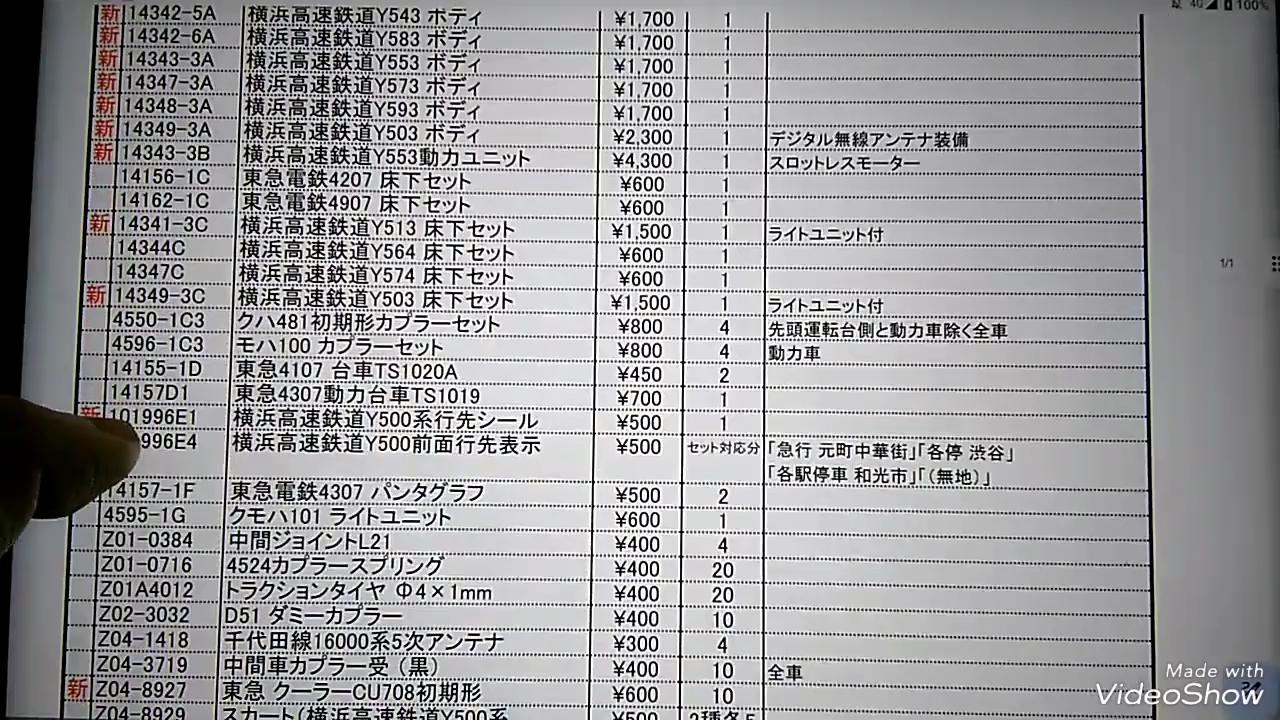 4G 100%
新 14342-5A 横浜高速鉄道Y543 ボディ ¥1,700 1
新 14342-6A 横浜高速鉄道Y583 ボディ ¥1,700 1
新 14343-3A 横浜高速鉄道Y553 ボディ ¥1,700 1
新 14347-3A 横浜高速鉄道Y573 ボディ ¥1,700 1
新 14348-3A 横浜高速鉄道Y593 ボディ ¥1,700 1
新 14349-3A 横浜高速鉄道Y503 ボディ ¥2,300 1 デジタル無線アンテナ装備
新 14343-3B 横浜高速鉄道Y553動力ユニット ¥4,300 1 スロットレスモーター
14156-1C 東急電鉄4207 床下セット ¥600 1
14162-1C 東急電鉄4907 床下セット ¥600 1
新 14341-3C 横浜高速鉄道Y513 床下セット ¥1,500 1 ライトユニット付
14344C 横浜高速鉄道Y564 床下セット ¥600 1
14347C 横浜高速鉄道Y574 床下セット ¥600 1
1/1
新 14349-3C 横浜高速鉄道Y503 床下セット ¥1,500 1 ライトユニット付
4550-1C3 クハ481初期形カプラーセット ¥800 4 先頭運転台側と動力車除く全車
4596-1C3 モハ100 カプラーセット ¥800 4 動力車
14155-1D 東急4107 台車TS1020A ¥450 2
14157D1 東急4307動力台車TS1019 ¥700 1
新 101996E1 横浜高速鉄道Y500系行先シール ¥500 1
996E4 横浜高速鉄道Y500前面行先表示 ¥500 セット対応分 「急行 元町中華街」「各停 渋谷」
「各駅停車 和光市」「(無地)」
14157-1F 東急電鉄4307 パンタグラフ ¥500 2
4595-1G クモハ101 ライトユニット ¥600 1
Z01-0384 中間ジョイントL21 ¥400 4
Z01-0716 4524カプラースプリング ¥400 20
Z01A4012 トラクションタイヤ Φ4×1mm ¥400 20
Z02-3032 D51 ダミーカプラー ¥400 10
Z04-1418 千代田線16000系5次アンテナ ¥300 4
Z04-3719 中間車カプラー受(黒) ¥400 10 全車
新 Z04-8927 東急 クーラーCU708初期形 ¥600 10
Z04-8929 スカート(横浜高速鉄道Y500系 ¥500 2種各5
Made with
VideoShow